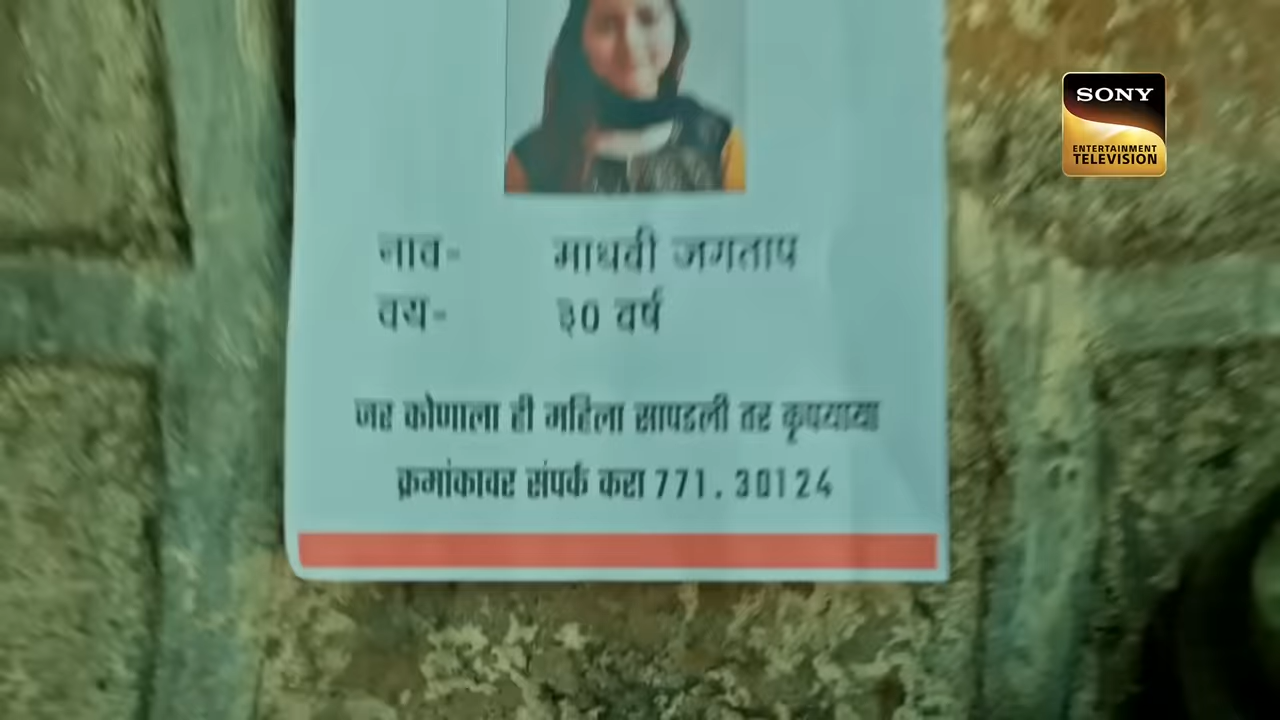 SONY
ENTERTAINMENT
TELEVISION
नाव- माधवी जगताप
वय- ३० वर्ष
जर कोणाला ही महिला सापडली तर कृपयाया
क्रमांकावर संपर्क करा 771.30124